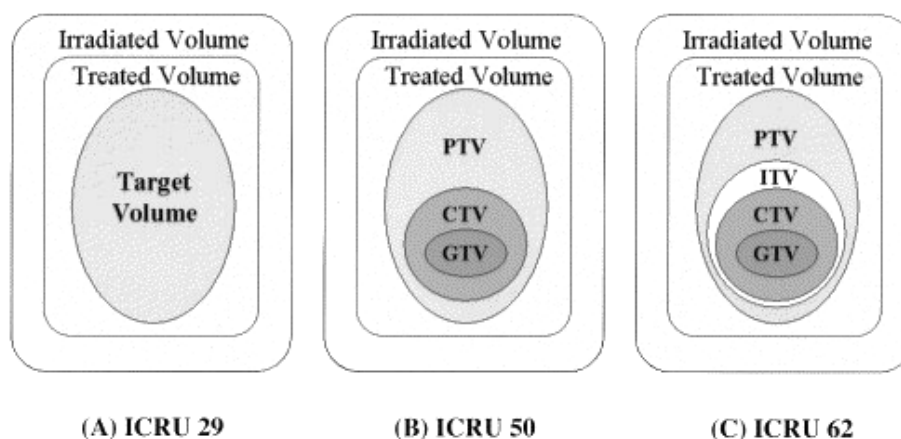 Irradiated Volume
Treated Volume
Target
Volume
(A) ICRU 29
Irradiated Volume
Treated Volume
PTV
CTV
GTV
(B) ICRU 50
Irradiated Volume
Treated Volume
PTV
ITV
CTV
GTV
(C) ICRU 62